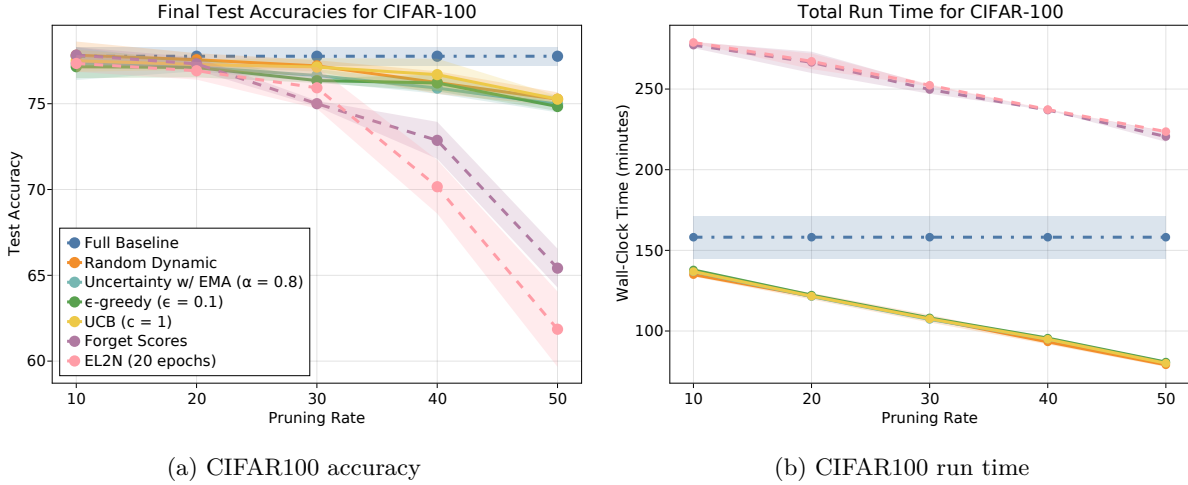 Final Test Accuracies for CIFAR-100
Test Accuracy
75
70
65
60
Full Baseline
Random Dynamic
Uncertainty w/ EMA (α = 0.8)
ϵ-greedy (ϵ = 0.1)
UCB (c = 1)
Forget Scores
EL2N (20 epochs)
10 20 30 40 50
Pruning Rate
(a) CIFAR100 accuracy
Total Run Time for CIFAR-100
Wall-Clock Time (minutes)
250
200
150
100
10 20 30 40 50
Pruning Rate
(b) CIFAR100 run time